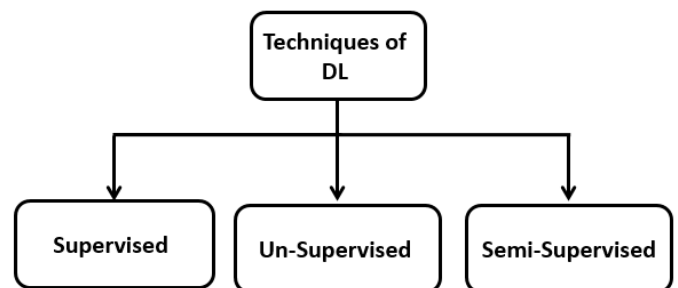 Techniques of
DL
Supervised
Un-Supervised
Semi-Supervised